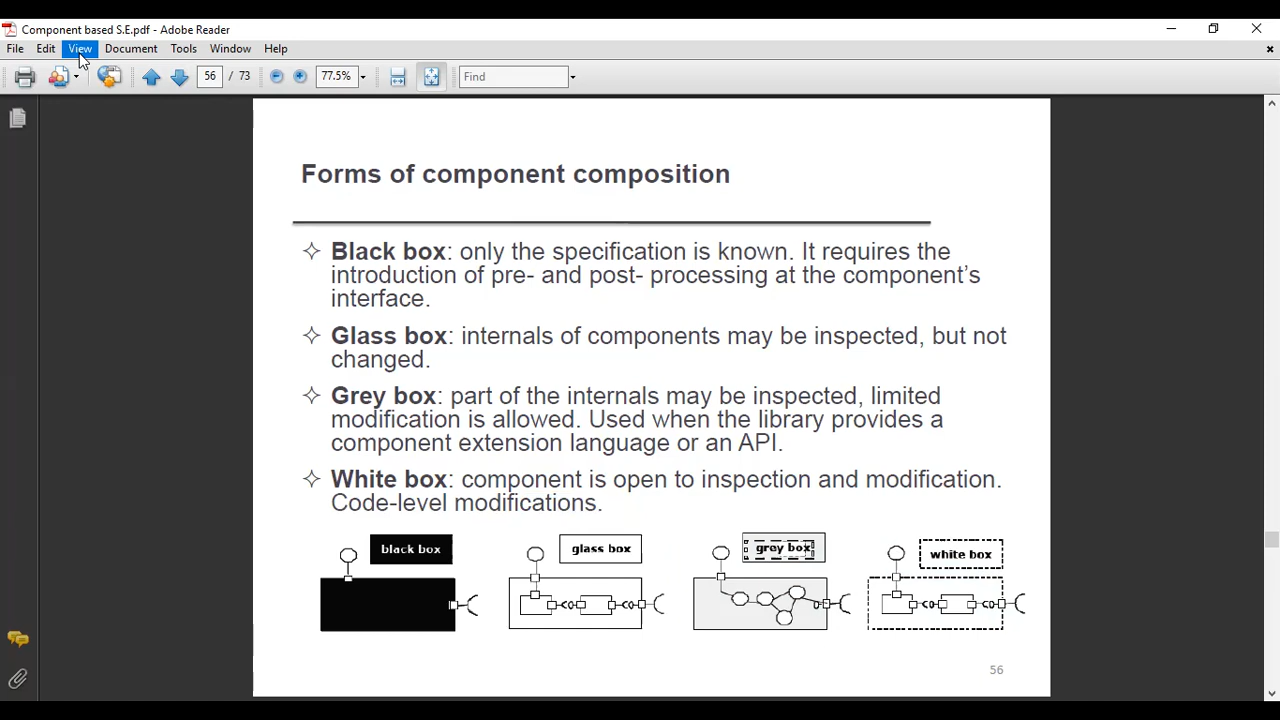 Component based S.E.pdf - Adobe Reader
File Edit View Document Tools Window Help
56 / 73 77.5% Find
Forms of component composition
Black box: only the specification is known. It requires the
introduction of pre- and post- processing at the component's
interface.
Glass box: internals of components may be inspected, but not
changed.
Grey box: part of the internals may be inspected, limited
modification is allowed. Used when the library provides a
component extension language or an API.
White box: component is open to inspection and modification.
Code-level modifications.
black box glass box grey box white box
56